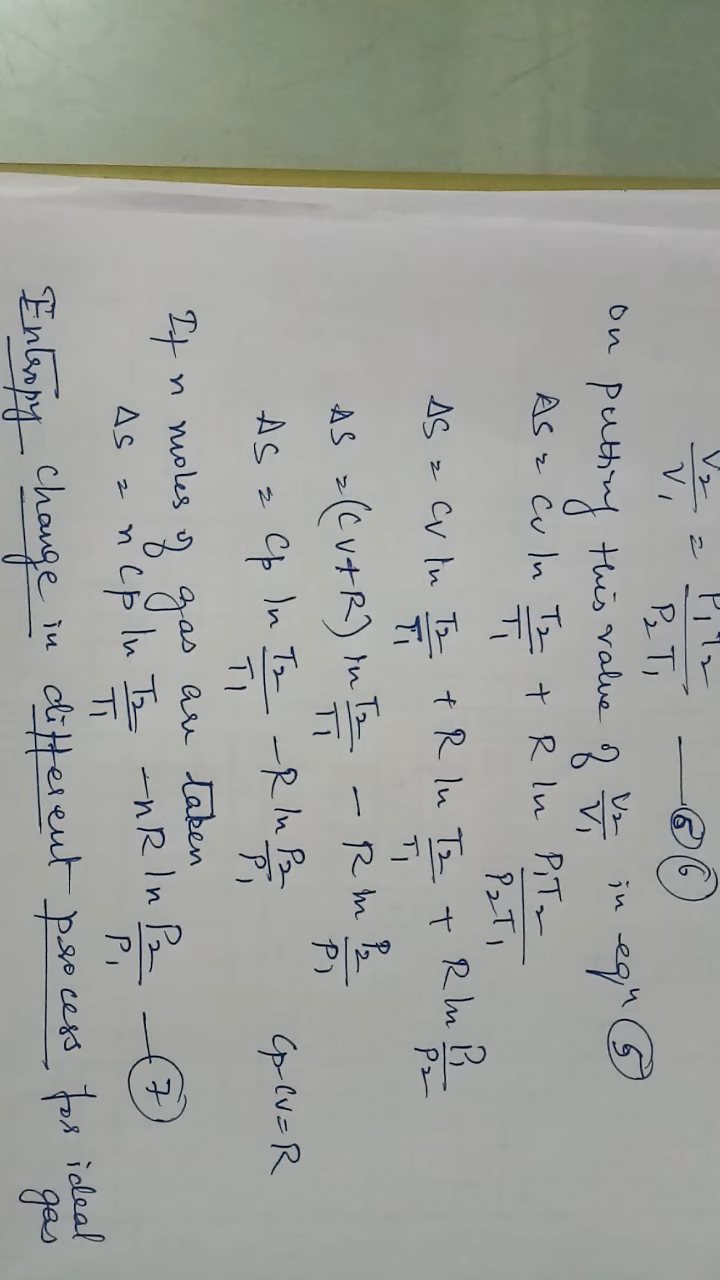 V2/V1 = P1T2/P2T1 —— 6
on putting this value of V2/V1 in eqn 5
ΔS = Cv ln T2/T1 + R ln P1T2/P2T1
ΔS = Cv ln T2/T1 + R ln T2/T1 + R ln P1/P2
ΔS = (Cv+R) ln T2/T1 - R ln P2/P1
ΔS = Cp ln T2/T1 - R ln P2/P1 Cp-Cv=R
If n moles of gas are taken
ΔS = n Cp ln T2/T1 - nR ln P2/P1 — 7
Entropy change in different process for ideal
gas